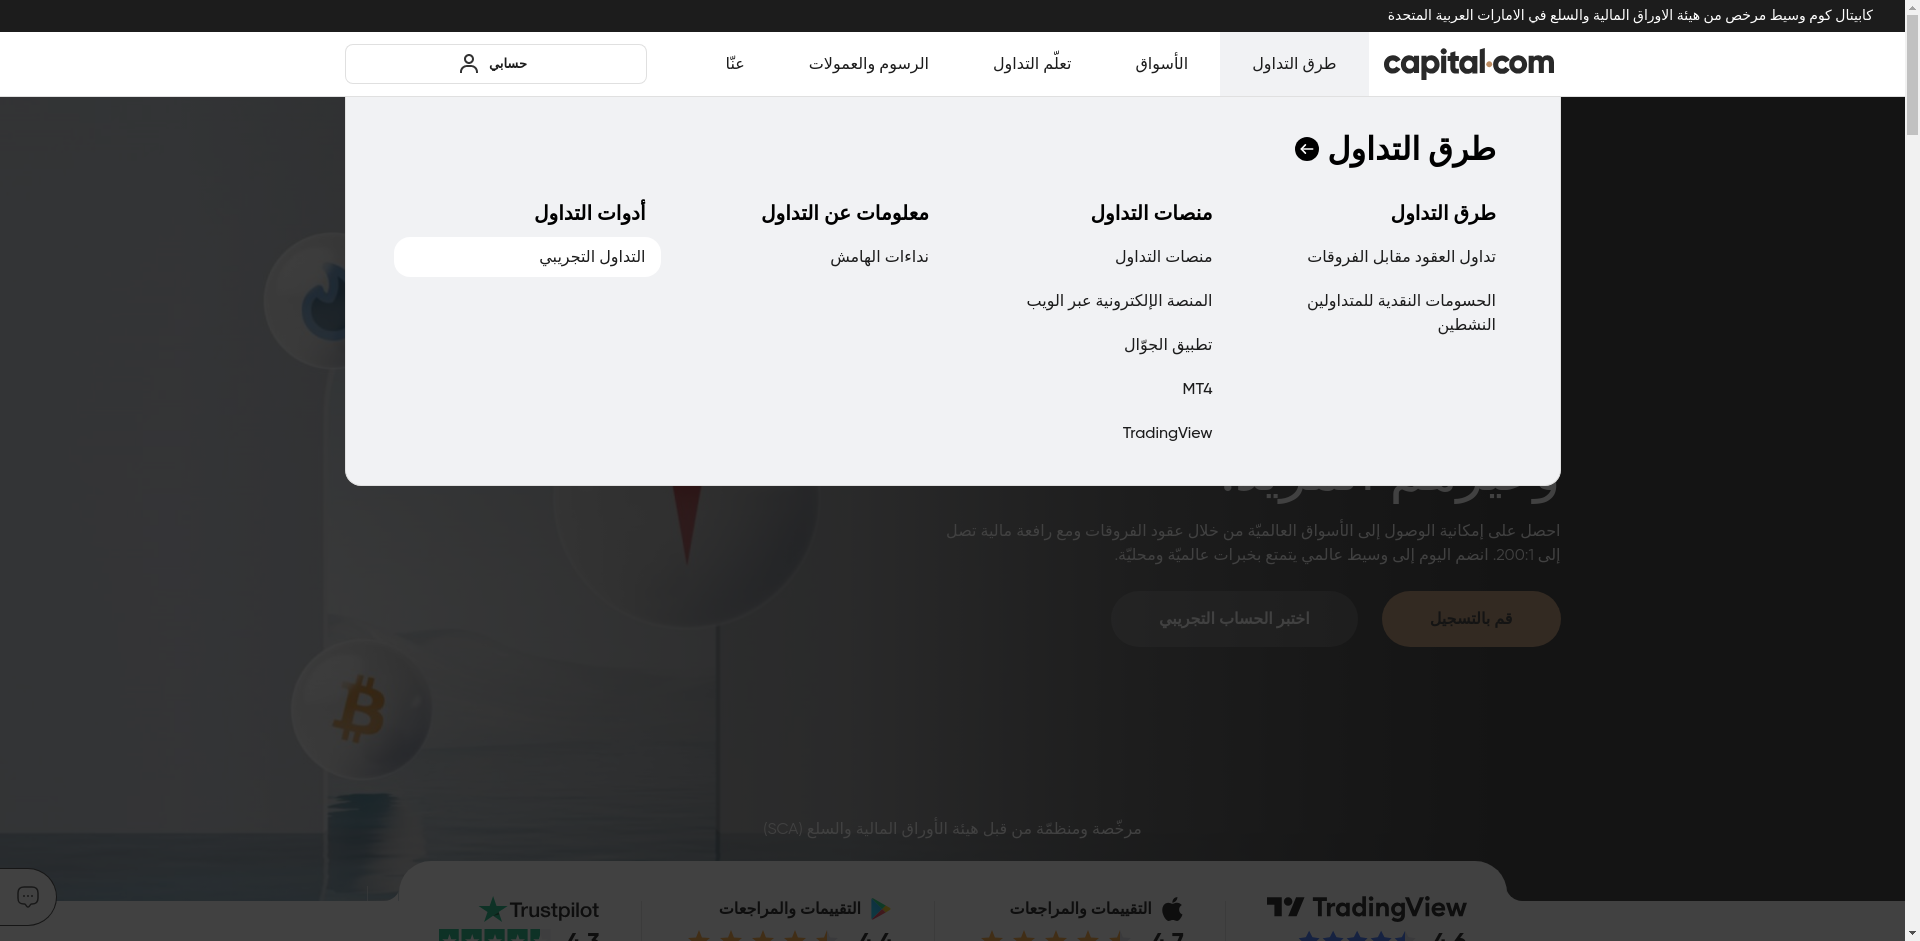 كابيتال كوم وسيط مرخص من هيئة الاوراق المالية والسلع في الامارات العربية المتحدة
capital.com
طرق التداول
الأسواق
تعلّم التداول
الرسوم والعمولات
عنّا
حسابي
طرق التداول
طرق التداول
تداول العقود مقابل الفروقات
الحسومات النقدية للمتداولين
النشطين
منصات التداول
منصات التداول
المنصة الإلكترونية عبر الويب
تطبيق الجوّال
MT4
TradingView
معلومات عن التداول
نداءات الهامش
أدوات التداول
التداول التجريبي
احصل على إمكانية الوصول إلى الأسواق العالميّة من خلال عقود الفروقات ومع رافعة مالية تصل
إلى 200:1. انضم اليوم إلى وسيط عالمي يتمتع بخبرات عالميّة ومحليّة.
قم بالتسجيل
اختبر الحساب التجريبي
مرخّصة ومنظمّة من قبل هيئة الأوراق المالية والسلع (SCA)
TradingView
التقييمات والمراجعات
التقييمات والمراجعات
Trustpilot